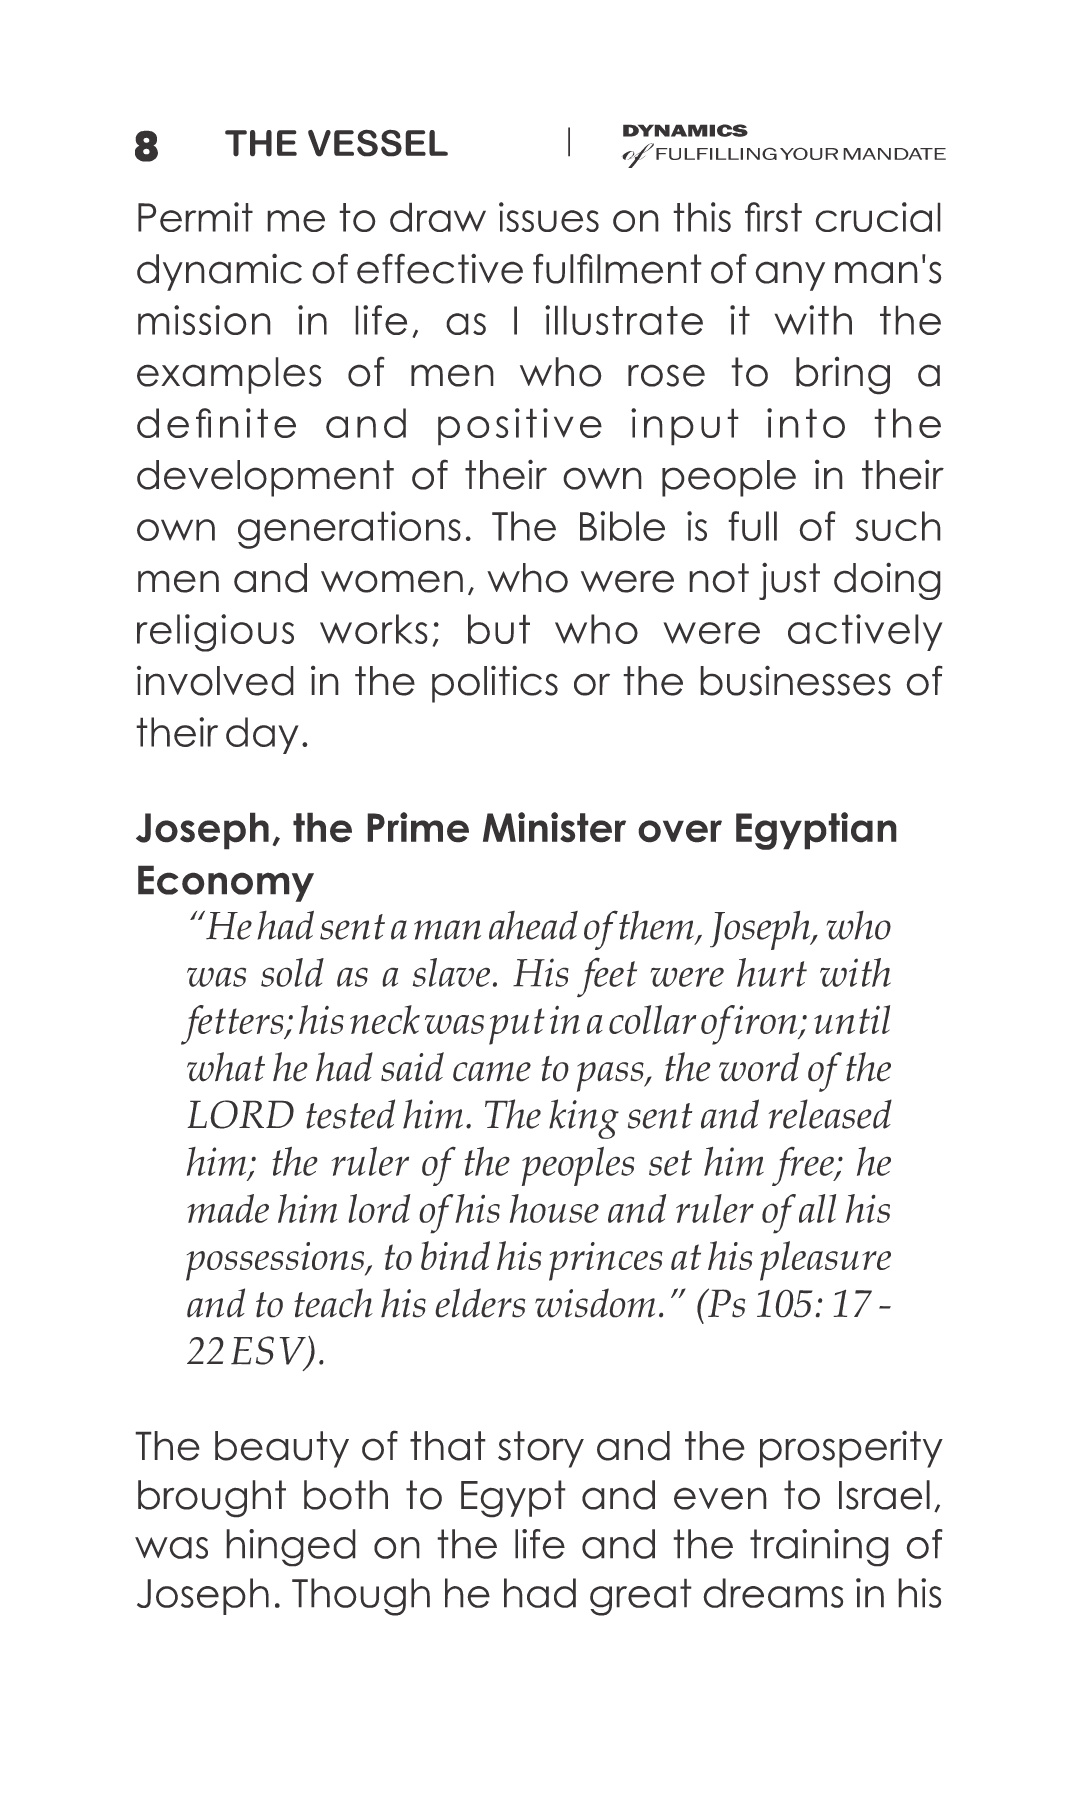 8 THE VESSEL | DYNAMICS
of FULFILLING YOUR MANDATE
Permit me to draw issues on this first crucial
dynamic of effective fulfilment of any man's
mission in life, as I illustrate it with the
examples of men who rose to bring a
definite and positive input into the
development of their own people in their
own generations. The Bible is full of such
men and women, who were not just doing
religious works; but who were actively
involved in the politics or the businesses of
their day.
Joseph, the Prime Minister over Egyptian
Economy
“He had sent a man ahead of them, Joseph, who
was sold as a slave. His feet were hurt with
fetters; his neck was put in a collar of iron; until
what he had said came to pass, the word of the
LORD tested him. The king sent and released
him; the ruler of the peoples set him free; he
made him lord of his house and ruler of all his
possessions, to bind his princes at his pleasure
and to teach his elders wisdom.” (Ps 105: 17 -
22 ESV).
The beauty of that story and the prosperity
brought both to Egypt and even to Israel,
was hinged on the life and the training of
Joseph. Though he had great dreams in his